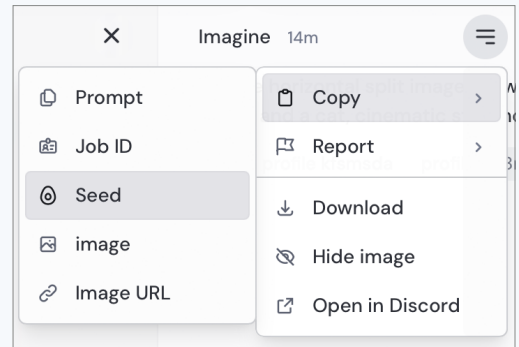 Imagine 14m
Copy
Report
Download
Hide image
Open in Discord
Prompt
Job ID
Seed
image
Image URL